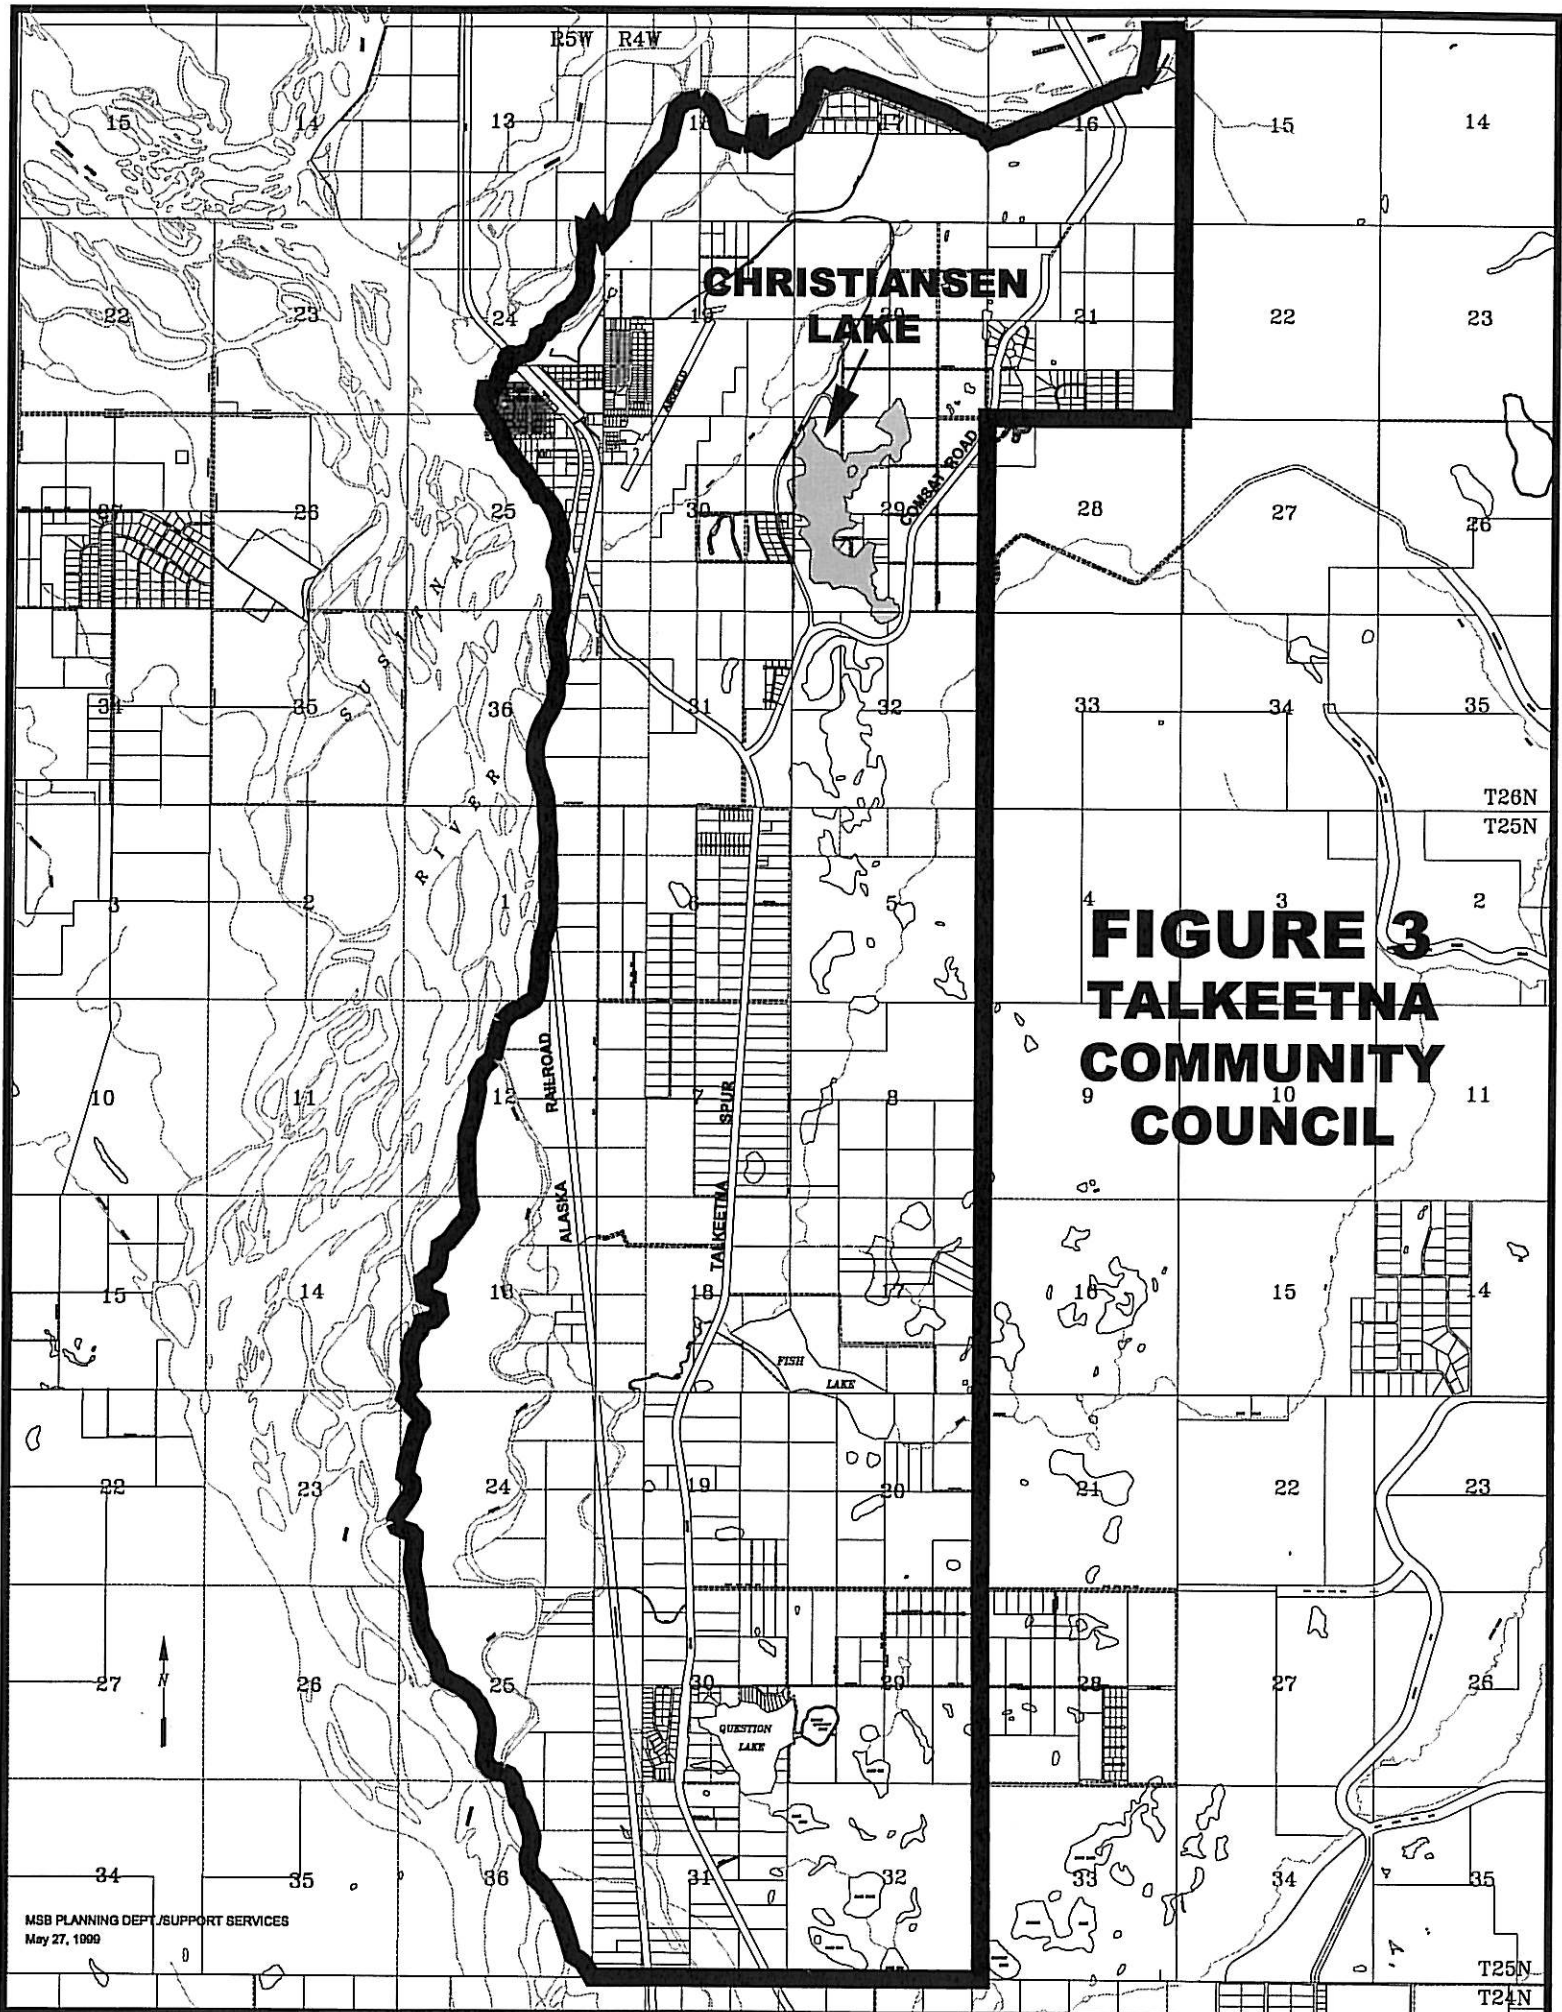 R5W R4W
TALKEETNA RIVER
15 14 13 18 17 16 15 14
CHRISTIANSEN
LAKE
22 23 24 19 20 21 22 23
AIRFIELD
COMSAT ROAD
27 26 25 30 29 28 27 26
SUSITNA
RIVER
34 35 36 31 32 33 34 35
T26N
T25N
3 2 1 6 5 4 3 2
FIGURE 3
TALKEETNA
COMMUNITY
COUNCIL
ALASKA RAILROAD
TALKEETNA SPUR
10 11 12 7 8 9 10 11
15 14 13 18 17 16 15 14
FISH
LAKE
22 23 24 19 20 21 22 23
N
27 26 25 30 29 28 27 26
QUESTION
LAKE
34 35 36 31 32 33 34 35
MSB PLANNING DEPT./SUPPORT SERVICES
May 27, 1999
T25N
T24N